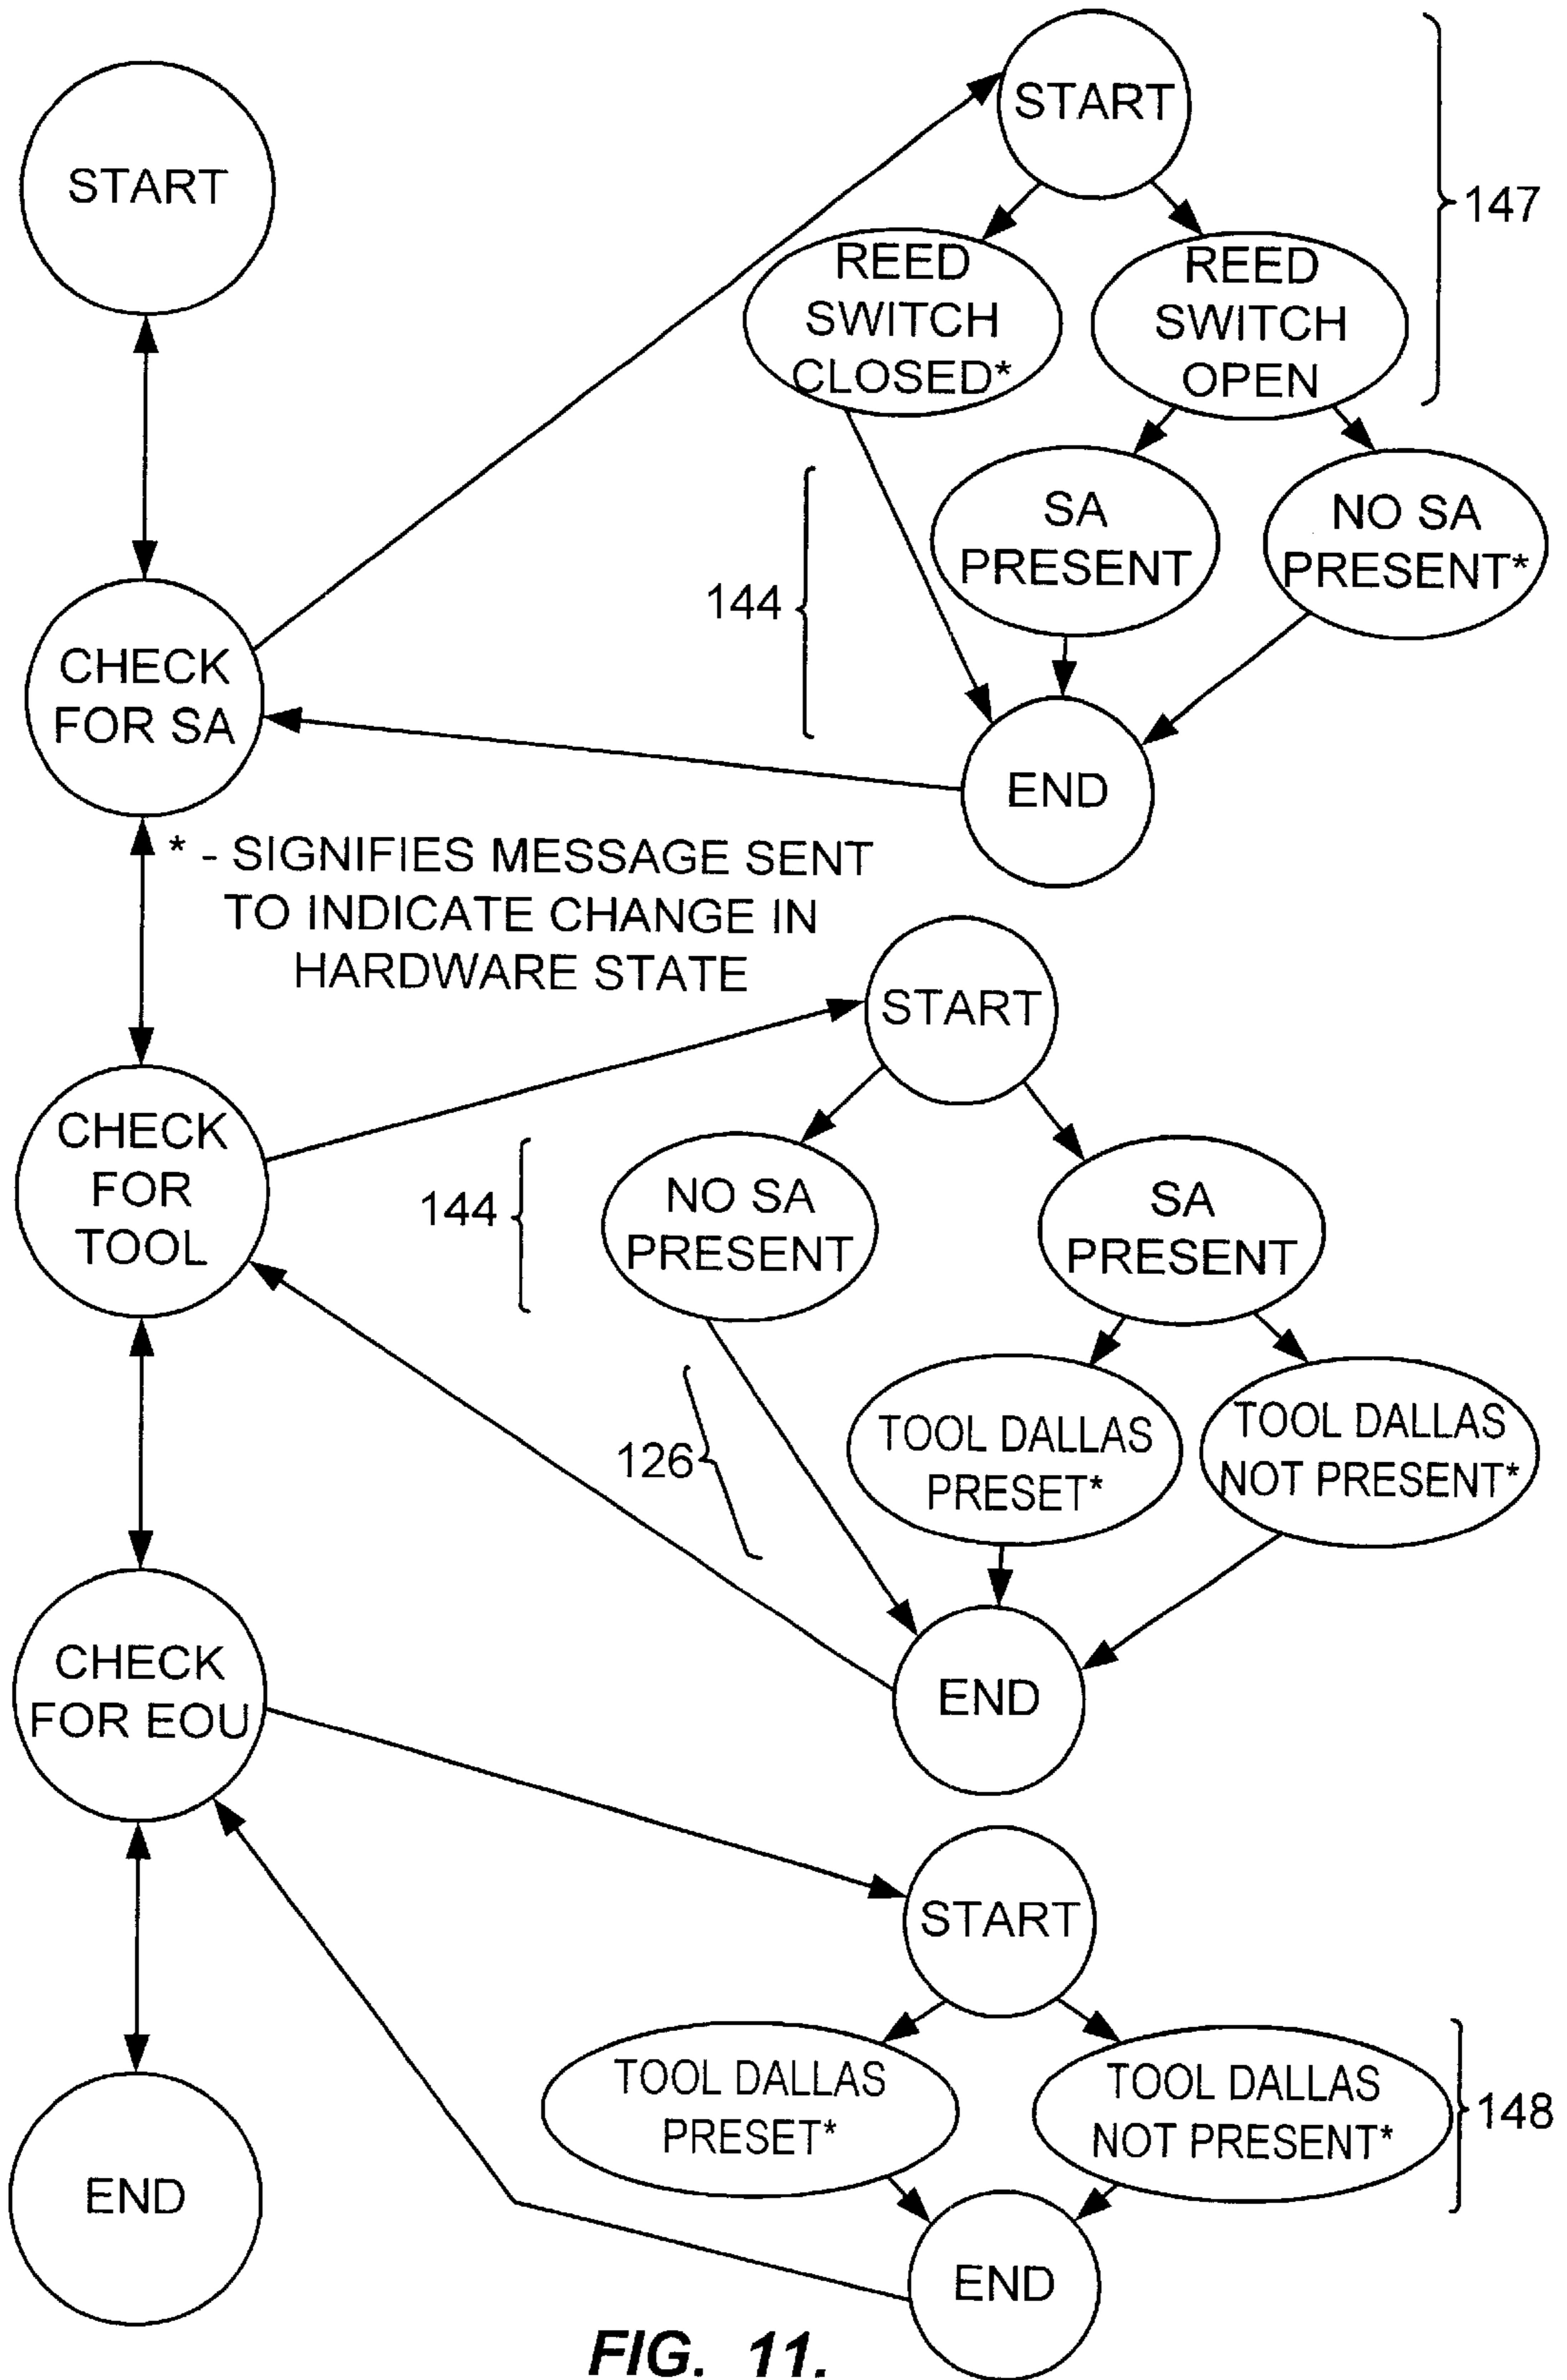 START
START
147
REED
SWITCH
CLOSED*
REED
SWITCH
OPEN
SA
PRESENT
NO SA
PRESENT*
144
CHECK
FOR SA
END
* - SIGNIFIES MESSAGE SENT
TO INDICATE CHANGE IN
HARDWARE STATE
START
CHECK
FOR
TOOL
144
NO SA
PRESENT
SA
PRESENT
126
TOOL DALLAS
PRESET*
TOOL DALLAS
NOT PRESENT*
CHECK
FOR EOU
END
START
TOOL DALLAS
PRESET*
TOOL DALLAS
NOT PRESENT*
148
END
END
FIG. 11.